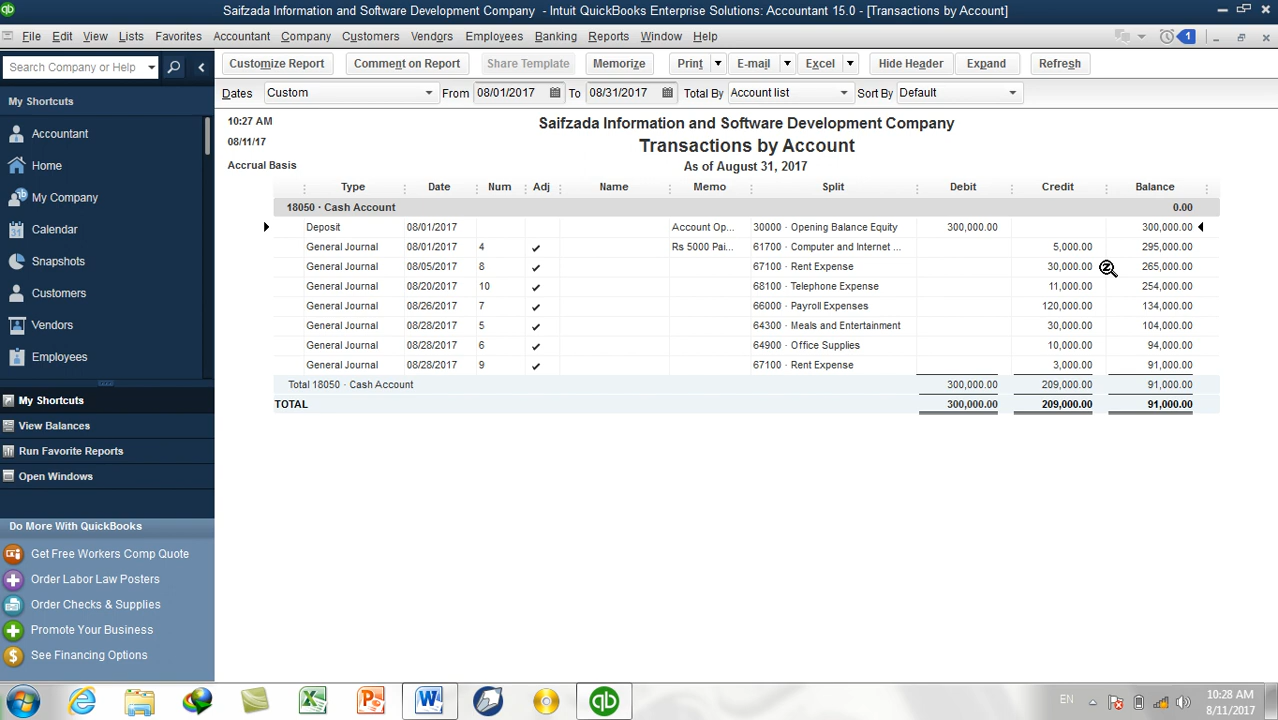 Saifzada Information and Software Development Company - Intuit QuickBooks Enterprise Solutions: Accountant 15.0 - [Transactions by Account]
File Edit View Lists Favorites Accountant Company Customers Vendors Employees Banking Reports Window Help 1
Search Company or Help
Customize Report Comment on Report Share Template Memorize Print E-mail Excel Hide Header Expand Refresh
Dates Custom From 08/01/2017 To 08/31/2017 Total By Account list Sort By Default
My Shortcuts
Accountant
Home
My Company
Calendar
Snapshots
Customers
Vendors
Employees
My Shortcuts
View Balances
Run Favorite Reports
Open Windows
Do More With QuickBooks
Get Free Workers Comp Quote
Order Labor Law Posters
Order Checks & Supplies
Promote Your Business
See Financing Options
10:27 AM
08/11/17
Accrual Basis
Saifzada Information and Software Development Company
Transactions by Account
As of August 31, 2017
Type Date Num Adj Name Memo Split Debit Credit Balance
18050 · Cash Account 0.00
Deposit 08/01/2017 Account Op... 30000 · Opening Balance Equity 300,000.00 300,000.00
General Journal 08/01/2017 4 ✔ Rs 5000 Pai... 61700 · Computer and Internet ... 5,000.00 295,000.00
General Journal 08/05/2017 8 ✔ 67100 · Rent Expense 30,000.00 265,000.00
General Journal 08/20/2017 10 ✔ 68100 · Telephone Expense 11,000.00 254,000.00
General Journal 08/26/2017 7 ✔ 66000 · Payroll Expenses 120,000.00 134,000.00
General Journal 08/28/2017 5 ✔ 64300 · Meals and Entertainment 30,000.00 104,000.00
General Journal 08/28/2017 6 ✔ 64900 · Office Supplies 10,000.00 94,000.00
General Journal 08/28/2017 9 ✔ 67100 · Rent Expense 3,000.00 91,000.00
Total 18050 · Cash Account 300,000.00 209,000.00 91,000.00
TOTAL 300,000.00 209,000.00 91,000.00
EN
10:28 AM
8/11/2017